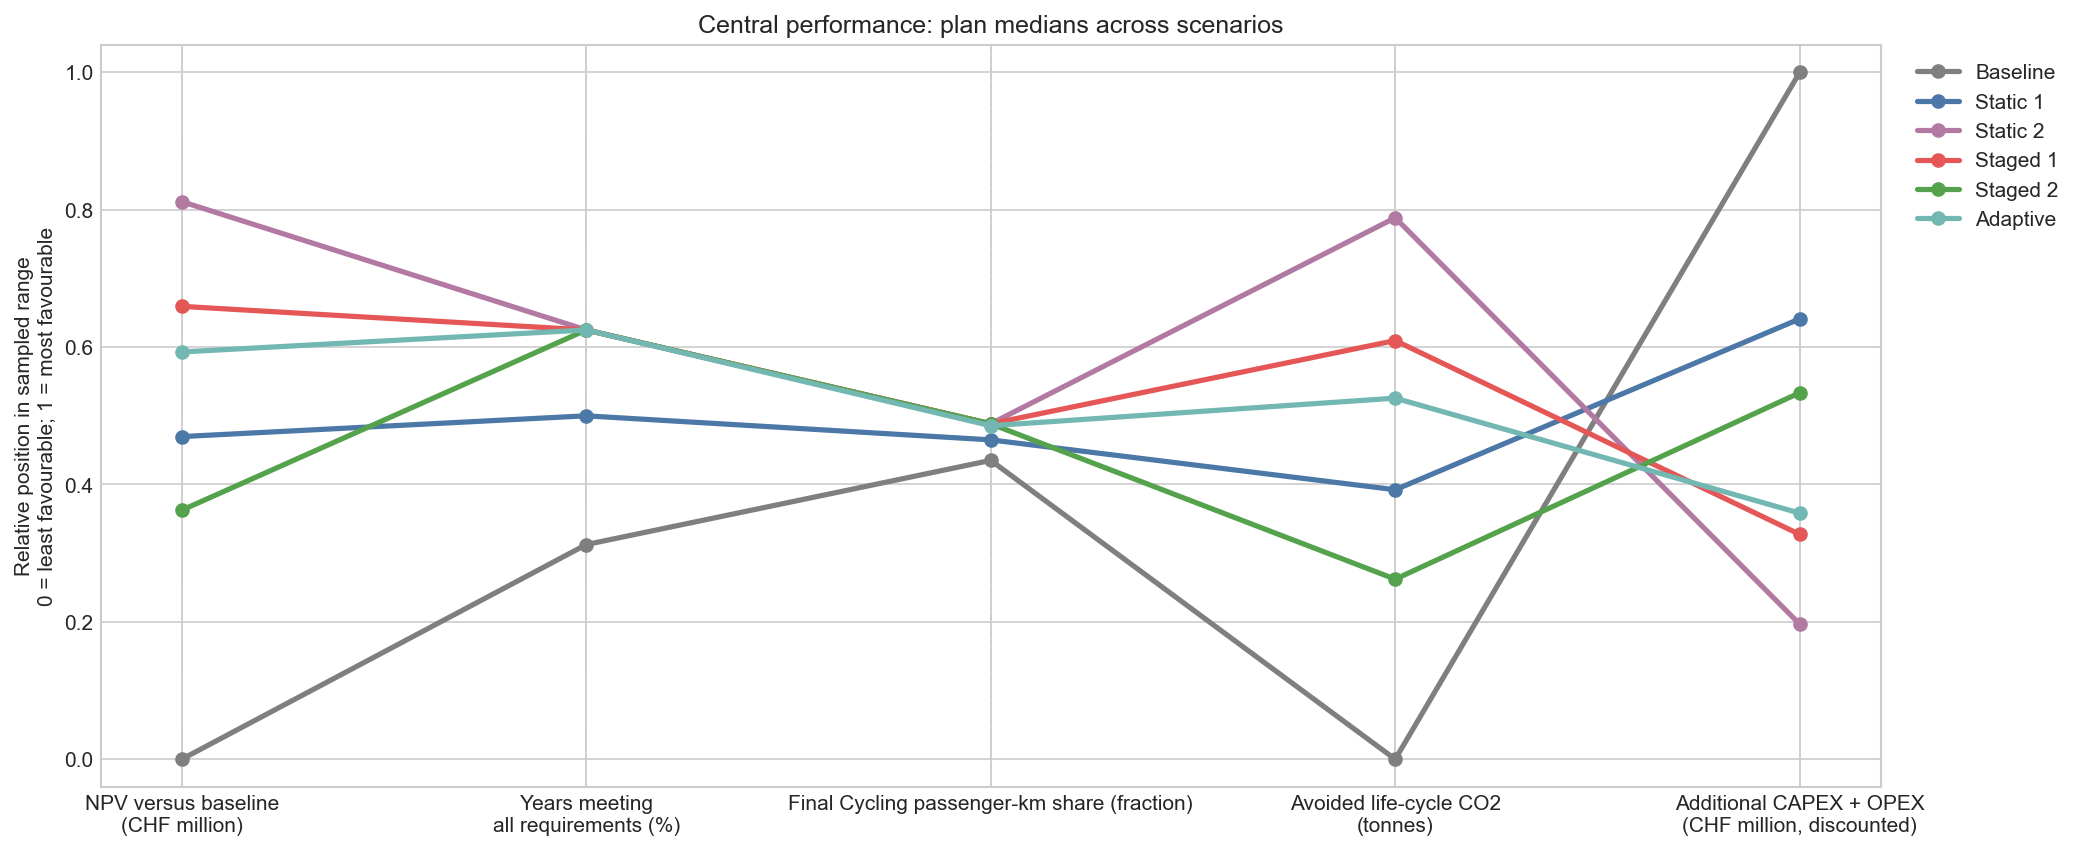 Central performance: plan medians across scenarios
Relative position in sampled range
0 = least favourable; 1 = most favourable
1.0
0.8
0.6
0.4
0.2
0.0
NPV versus baseline
(CHF million)
Years meeting
all requirements (%)
Final Cycling passenger-km share (fraction)
Avoided life-cycle CO2
(tonnes)
Additional CAPEX + OPEX
(CHF million, discounted)
Baseline
Static 1
Static 2
Staged 1
Staged 2
Adaptive